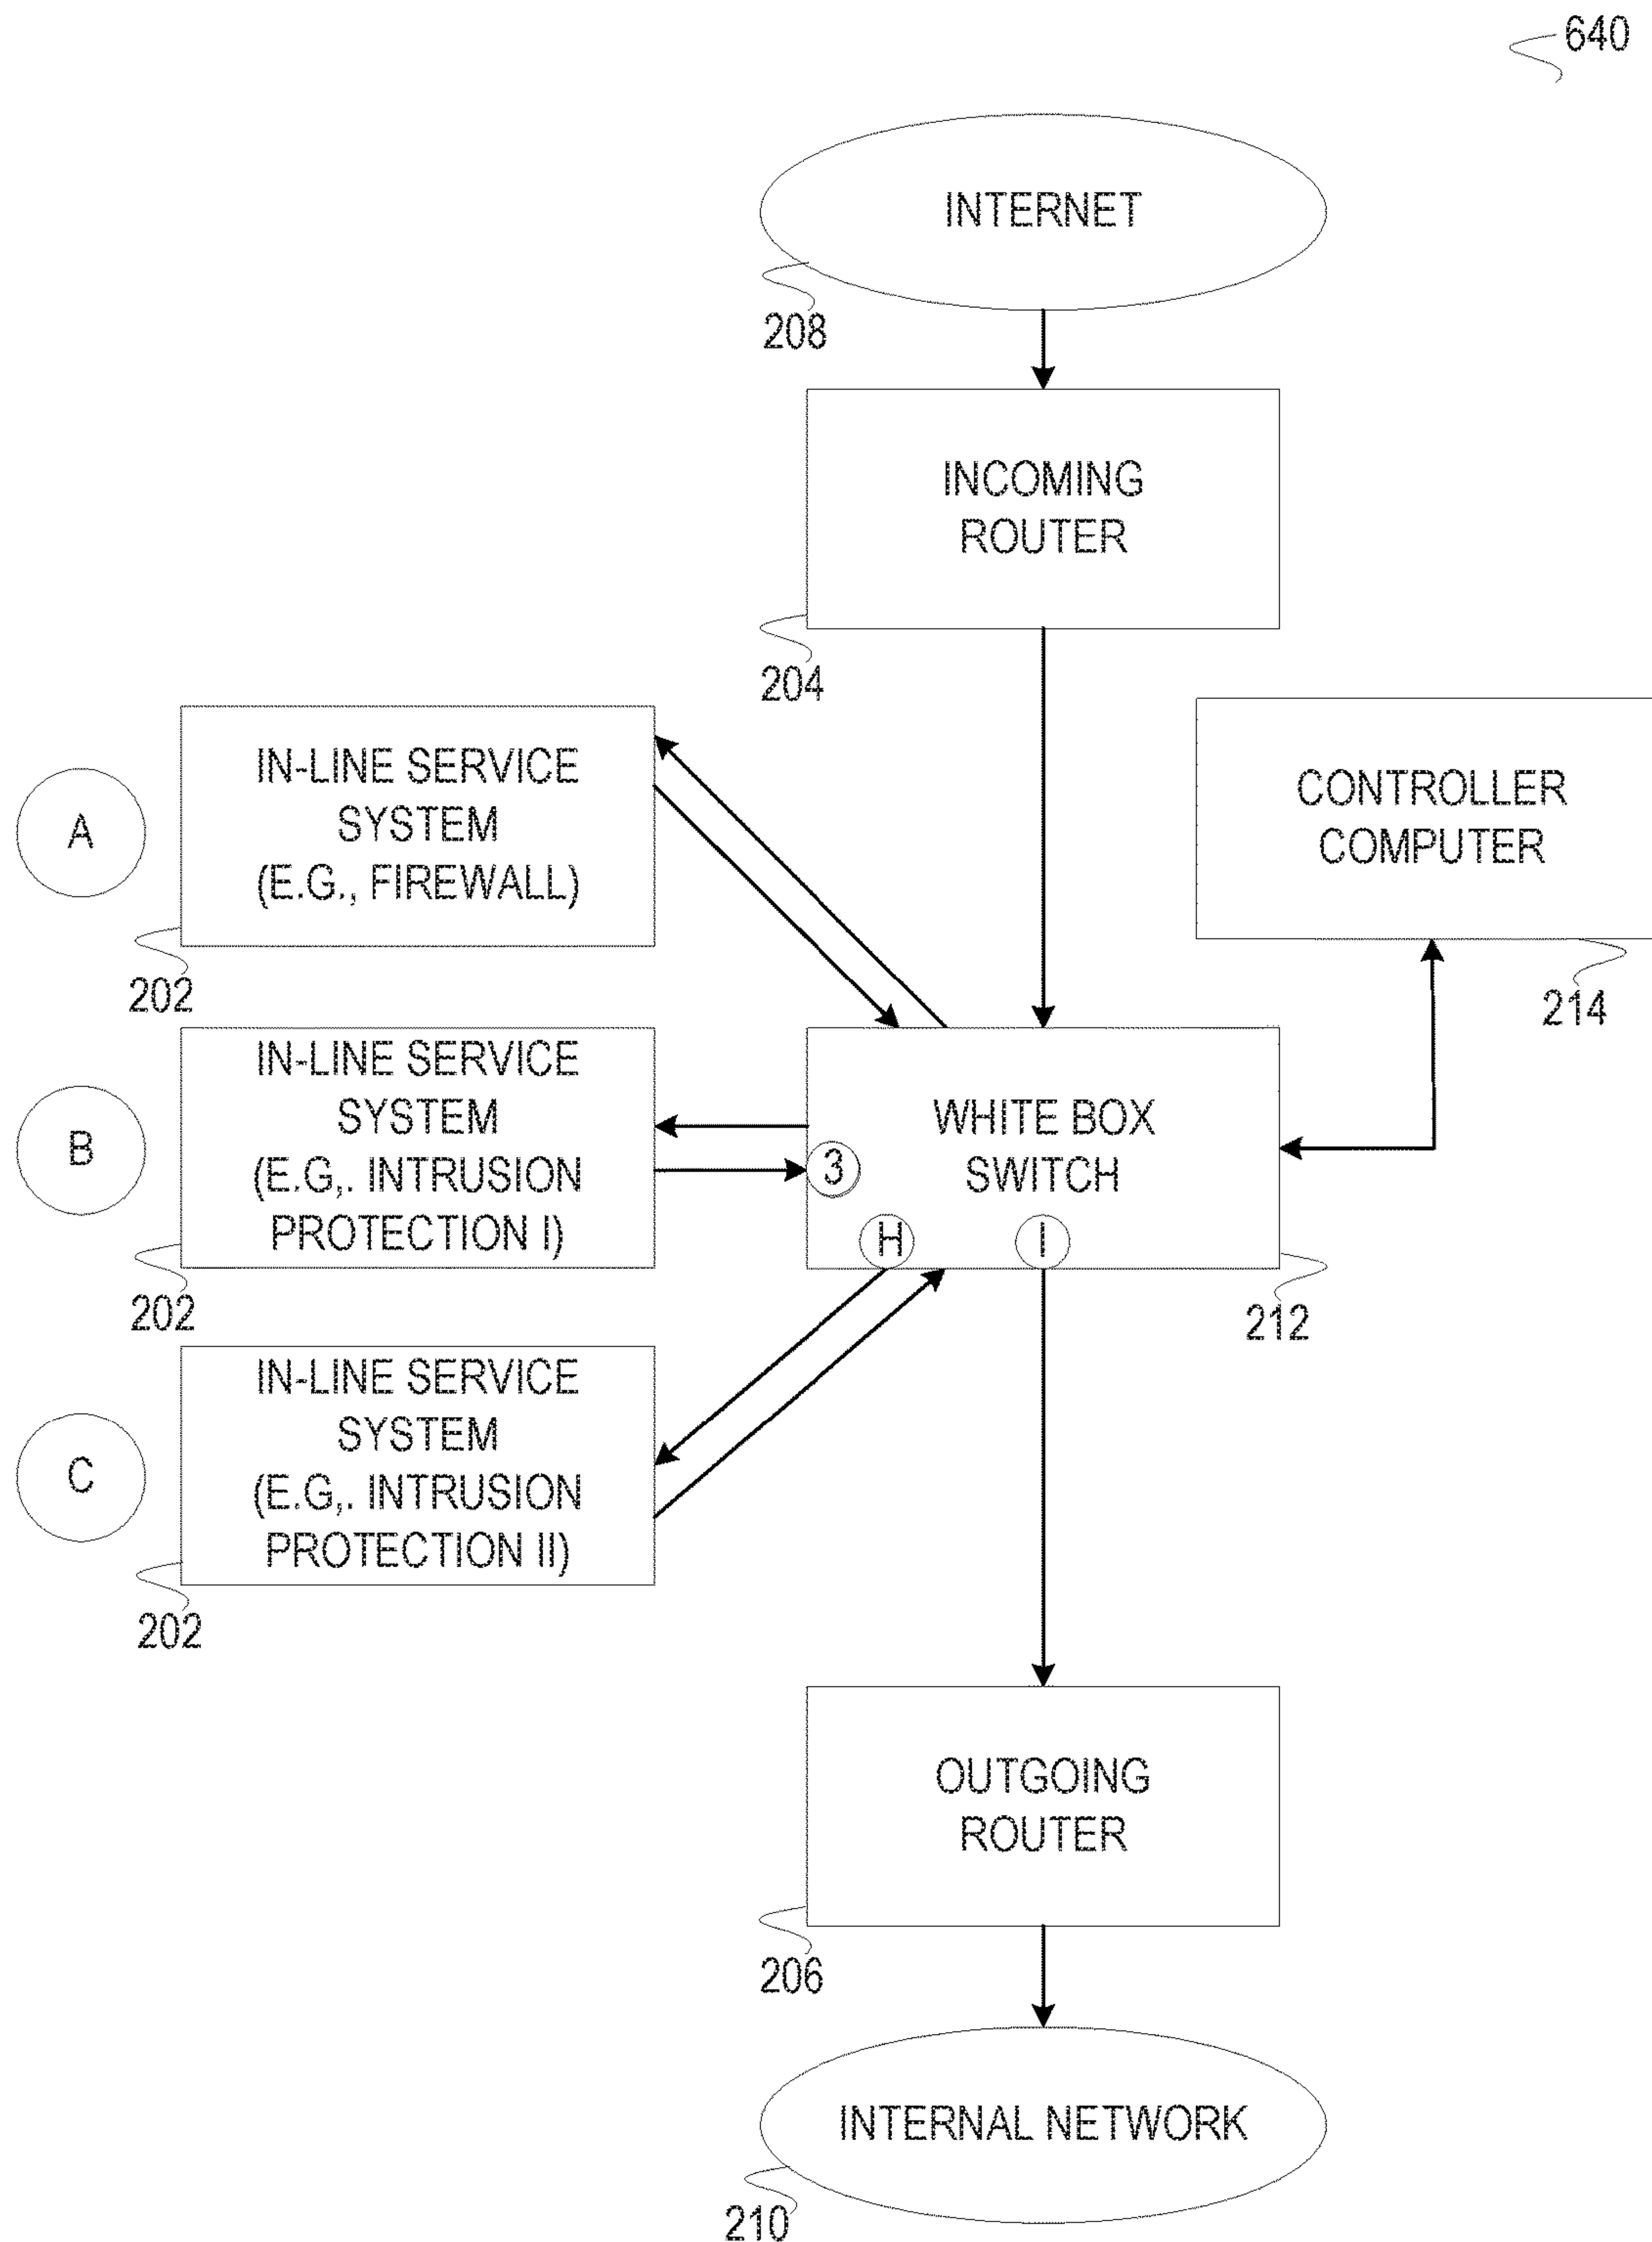 640
INTERNET
208
INCOMING
ROUTER
204
IN-LINE SERVICE
SYSTEM
(E.G., FIREWALL)
A
202
CONTROLLER
COMPUTER
214
IN-LINE SERVICE
SYSTEM
(E.G,. INTRUSION
PROTECTION I)
B
202
WHITE BOX
SWITCH
3
H
I
212
IN-LINE SERVICE
SYSTEM
(E.G,. INTRUSION
PROTECTION II)
C
202
OUTGOING
ROUTER
206
INTERNAL NETWORK
210